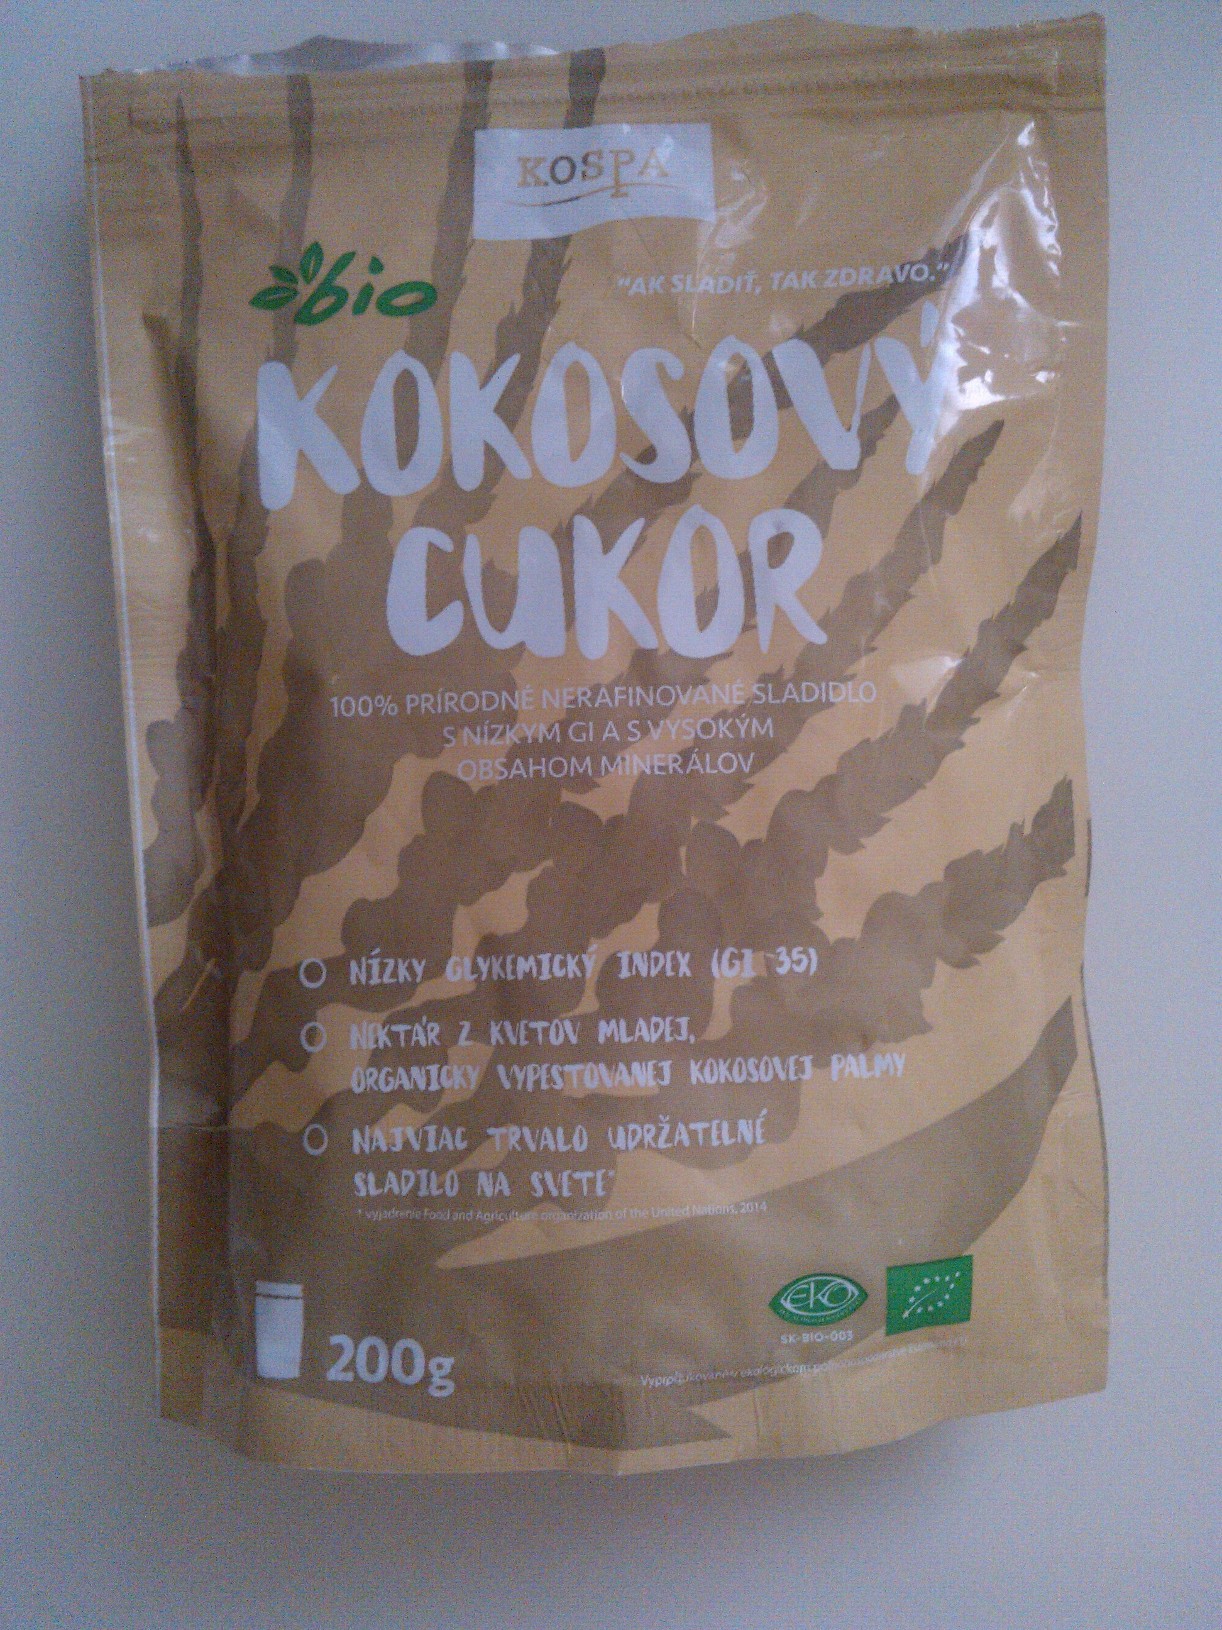 KOSPA
bio
"AK SLADIŤ, TAK ZDRAVO."
KOKOSOVÝ
CUKOR
100% PRÍRODNÉ NERAFINOVANÉ SLADIDLO
S NÍZKYM GI A S VYSOKÝM
OBSAHOM MINERÁLOV
NÍZKY GLYKEMICKÝ INDEX (GI 35)
NEKTÁR Z KVETOV MLADEJ,
ORGANICKY VYPESTOVANEJ KOKOSOVEJ PALMY
NAJVIAC TRVALO UDRŽATELNÉ
SLADILO NA SVETE*
* vyjadrenie Food and Agriculture organization of the United Nations, 2014
200g
EKO
SK-BIO-003